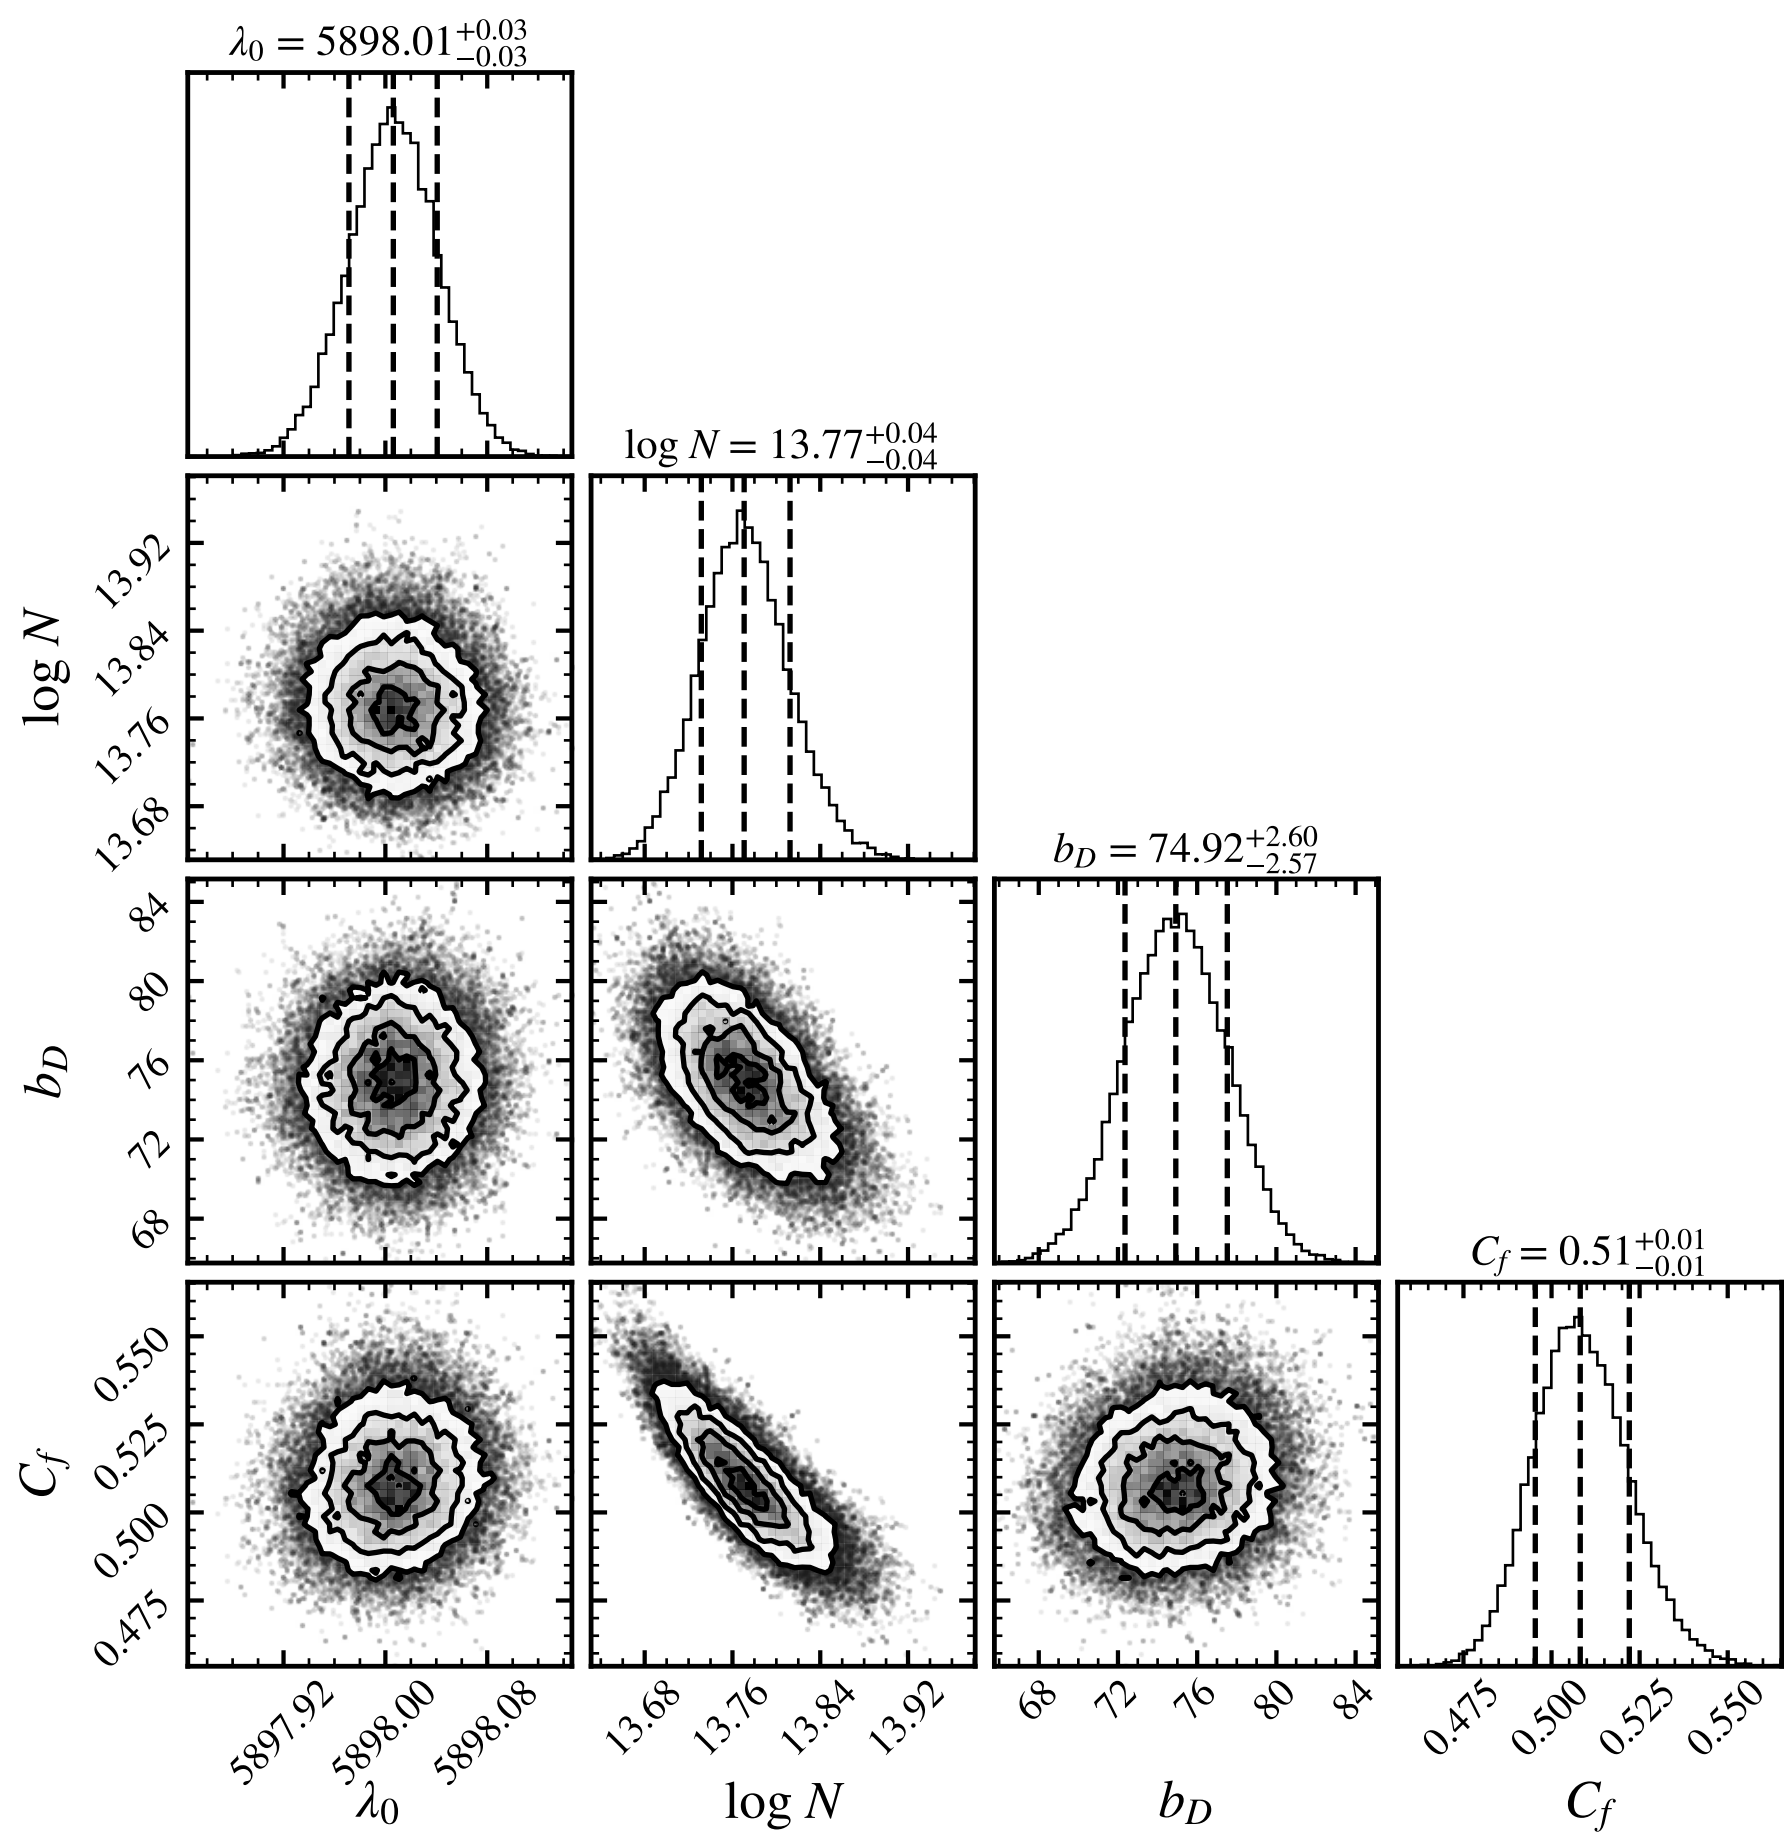 λ₀ = 5898.01 +0.03 −0.03
log N = 13.77 +0.04 −0.04
log N
13.92
13.84
13.76
13.68
b_D = 74.92 +2.60 −2.57
b_D
84
80
76
72
68
C_f = 0.51 +0.01 −0.01
C_f
0.550
0.525
0.500
0.475
5897.92 5898.00 5898.08
13.68 13.76 13.84 13.92
68 72 76 80 84
0.475 0.500 0.525 0.550
λ₀ log N b_D C_f